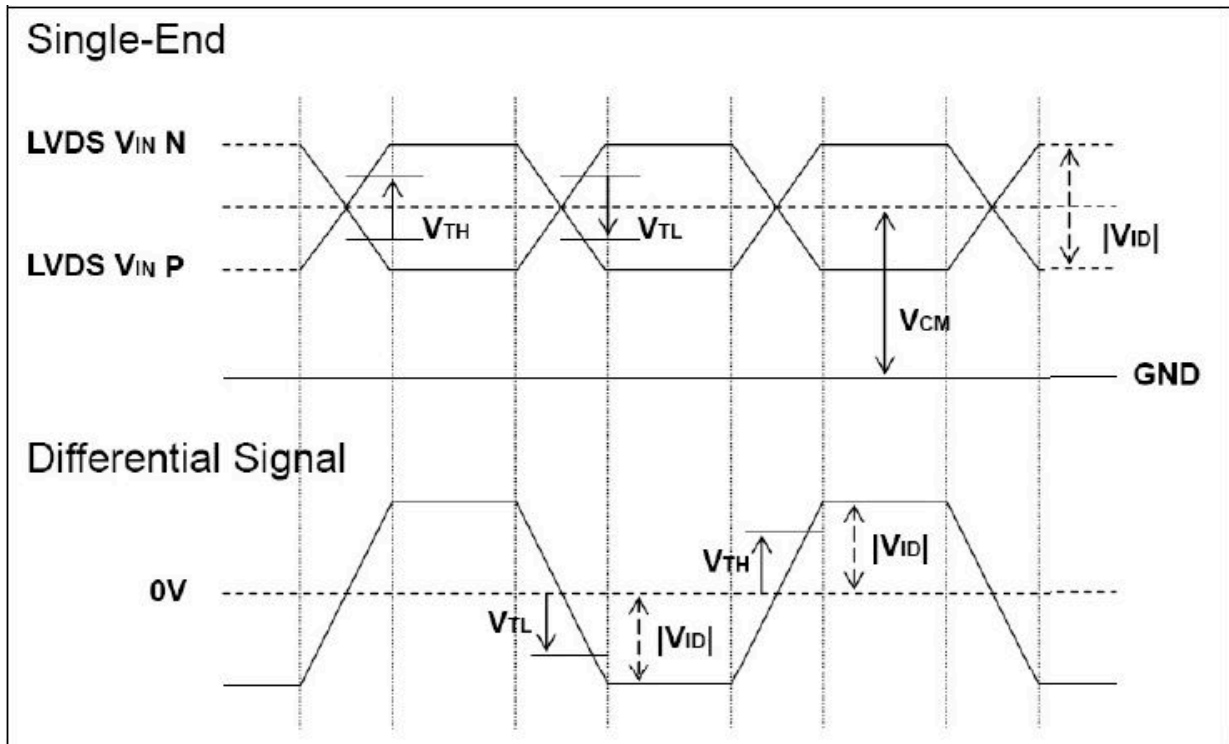 Single-End
LVDS VIN N
VTH
VTL
|VID|
LVDS VIN P
VCM
GND
Differential Signal
|VID|
VTH
0V
VTL
|VID|